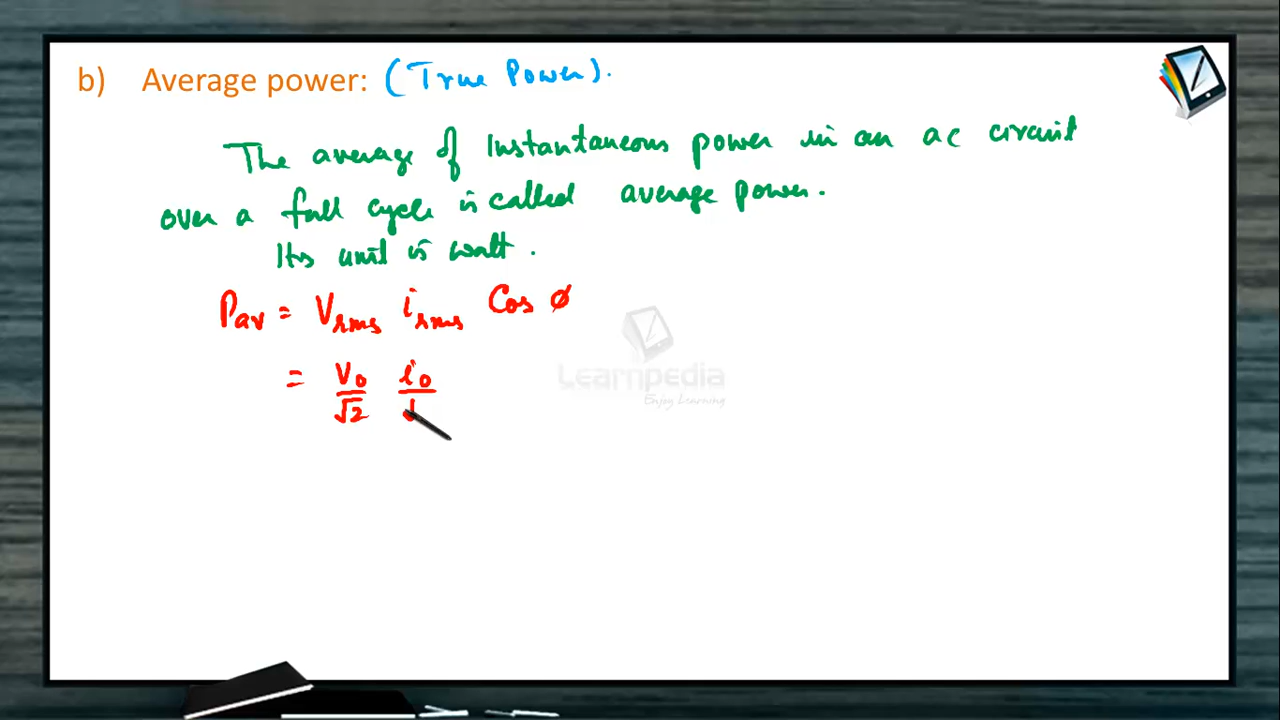 b) Average power: (True Power).
The average of instantaneous power in an ac circuit
over a full cycle is called average power.
Its unit is watt.
Pav = Vrms irms Cos ø
= V0/√2 i0/√
Learnpedia
Enjoy Learning